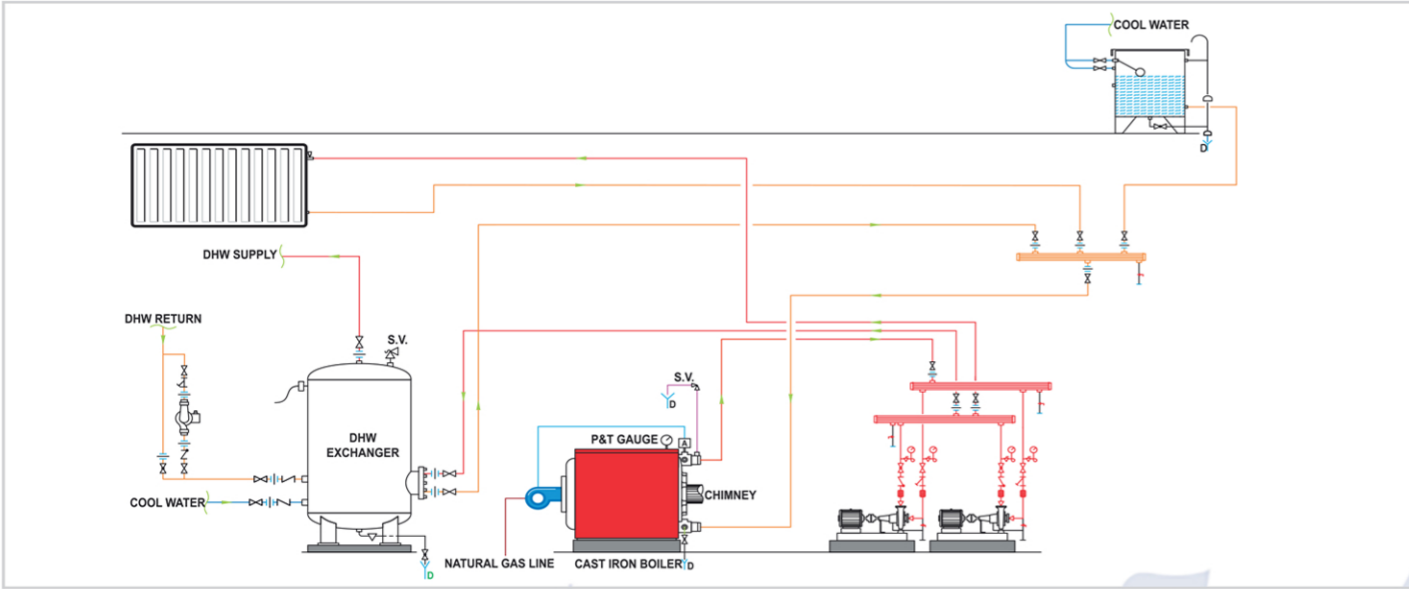 COOL WATER
D
DHW SUPPLY
DHW RETURN
S.V.
S.V.
D
P&T GAUGE
A
DHW
EXCHANGER
CHIMNEY
COOL WATER
NATURAL GAS LINE
CAST IRON BOILER
D
D